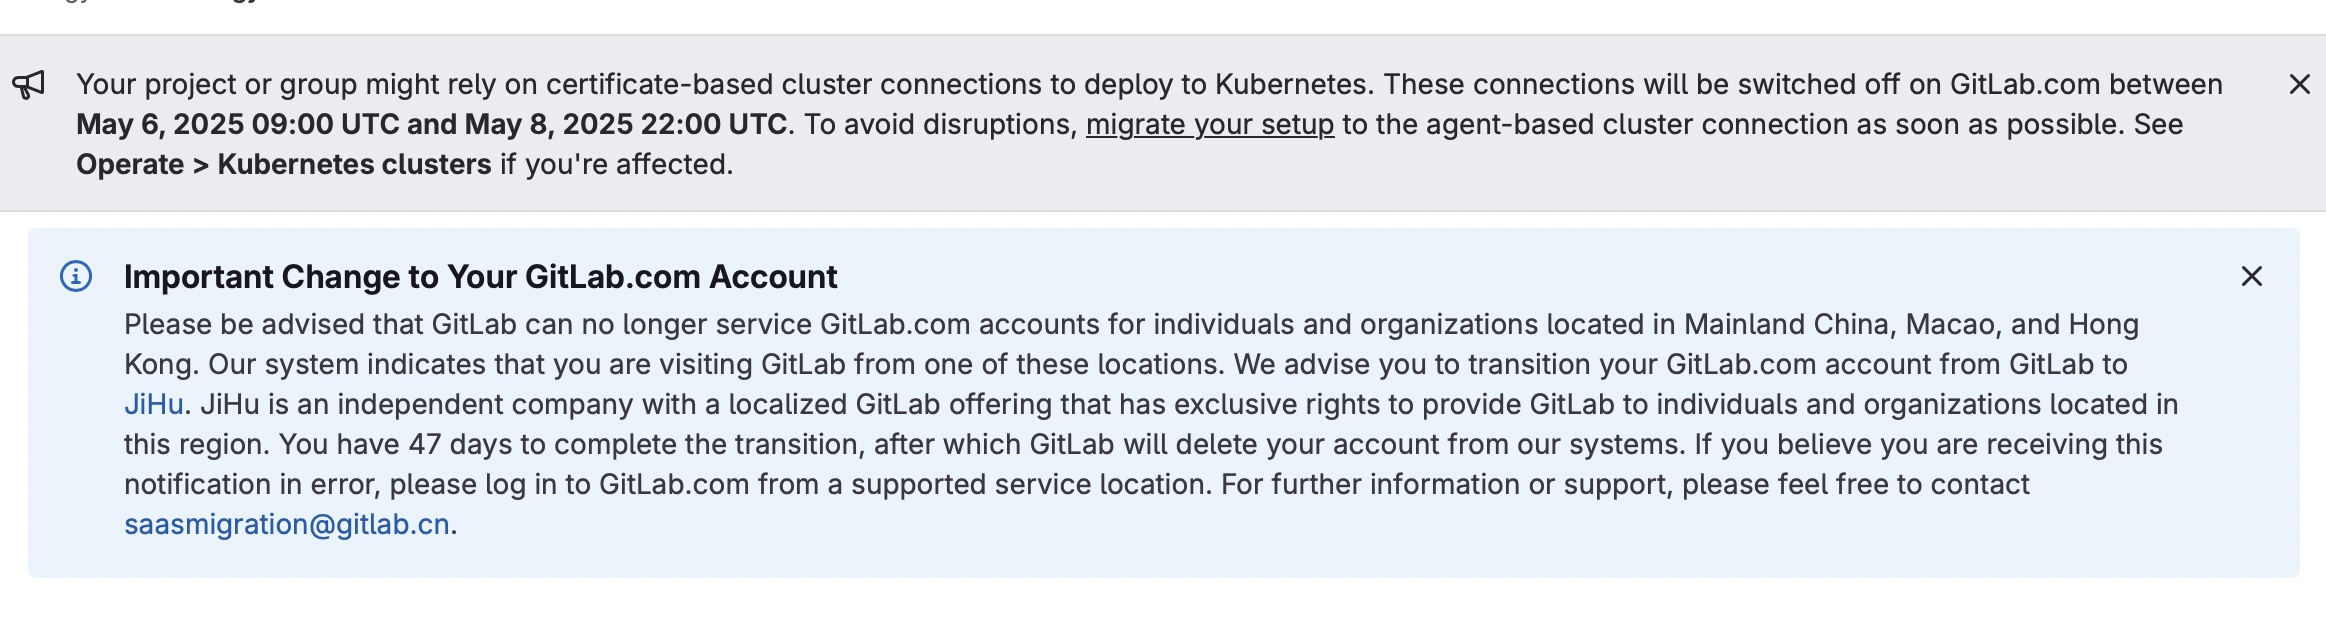 Your project or group might rely on certificate-based cluster connections to deploy to Kubernetes. These connections will be switched off on GitLab.com between
May 6, 2025 09:00 UTC and May 8, 2025 22:00 UTC. To avoid disruptions, migrate your setup to the agent-based cluster connection as soon as possible. See
Operate > Kubernetes clusters if you're affected.
Important Change to Your GitLab.com Account
Please be advised that GitLab can no longer service GitLab.com accounts for individuals and organizations located in Mainland China, Macao, and Hong
Kong. Our system indicates that you are visiting GitLab from one of these locations. We advise you to transition your GitLab.com account from GitLab to
JiHu. JiHu is an independent company with a localized GitLab offering that has exclusive rights to provide GitLab to individuals and organizations located in
this region. You have 47 days to complete the transition, after which GitLab will delete your account from our systems. If you believe you are receiving this
notification in error, please log in to GitLab.com from a supported service location. For further information or support, please feel free to contact
saasmigration@gitlab.cn.